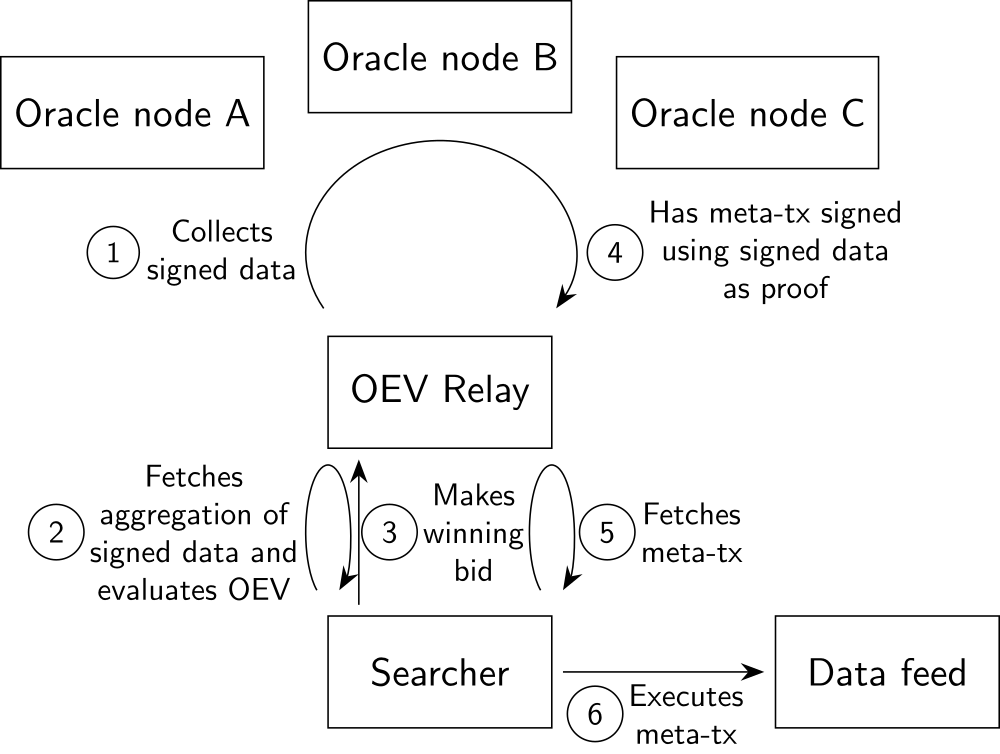 Oracle node A
Oracle node B
Oracle node C
1
Collects
signed data
4
Has meta-tx signed
using signed data
as proof
OEV Relay
2
Fetches
aggregation of
signed data and
evaluates OEV
3
Makes
winning
bid
5
Fetches
meta-tx
Searcher
6
Executes
meta-tx
Data feed